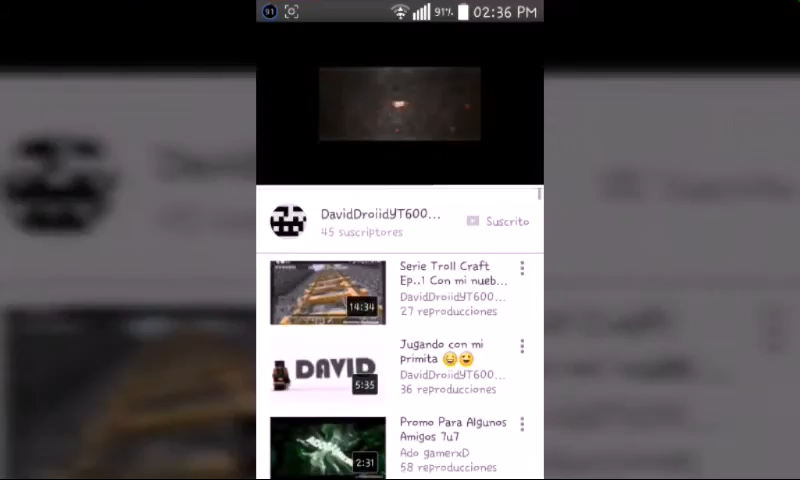 91 91% 02:36 PM
DavidDroiidYT600...
Suscrito
45 suscriptores
Serie Troll Craft
Ep..1 Con mi nueb...
DavidDroiidYT600...
27 reproducciones
14:34
Jugando con mi
primita 😄😜
DavidDroiidYT600...
36 reproducciones
DAVID
5:35
Promo Para Algunos
Amigos 7u7
Ado gamerxD
58 reproducciones
2:31